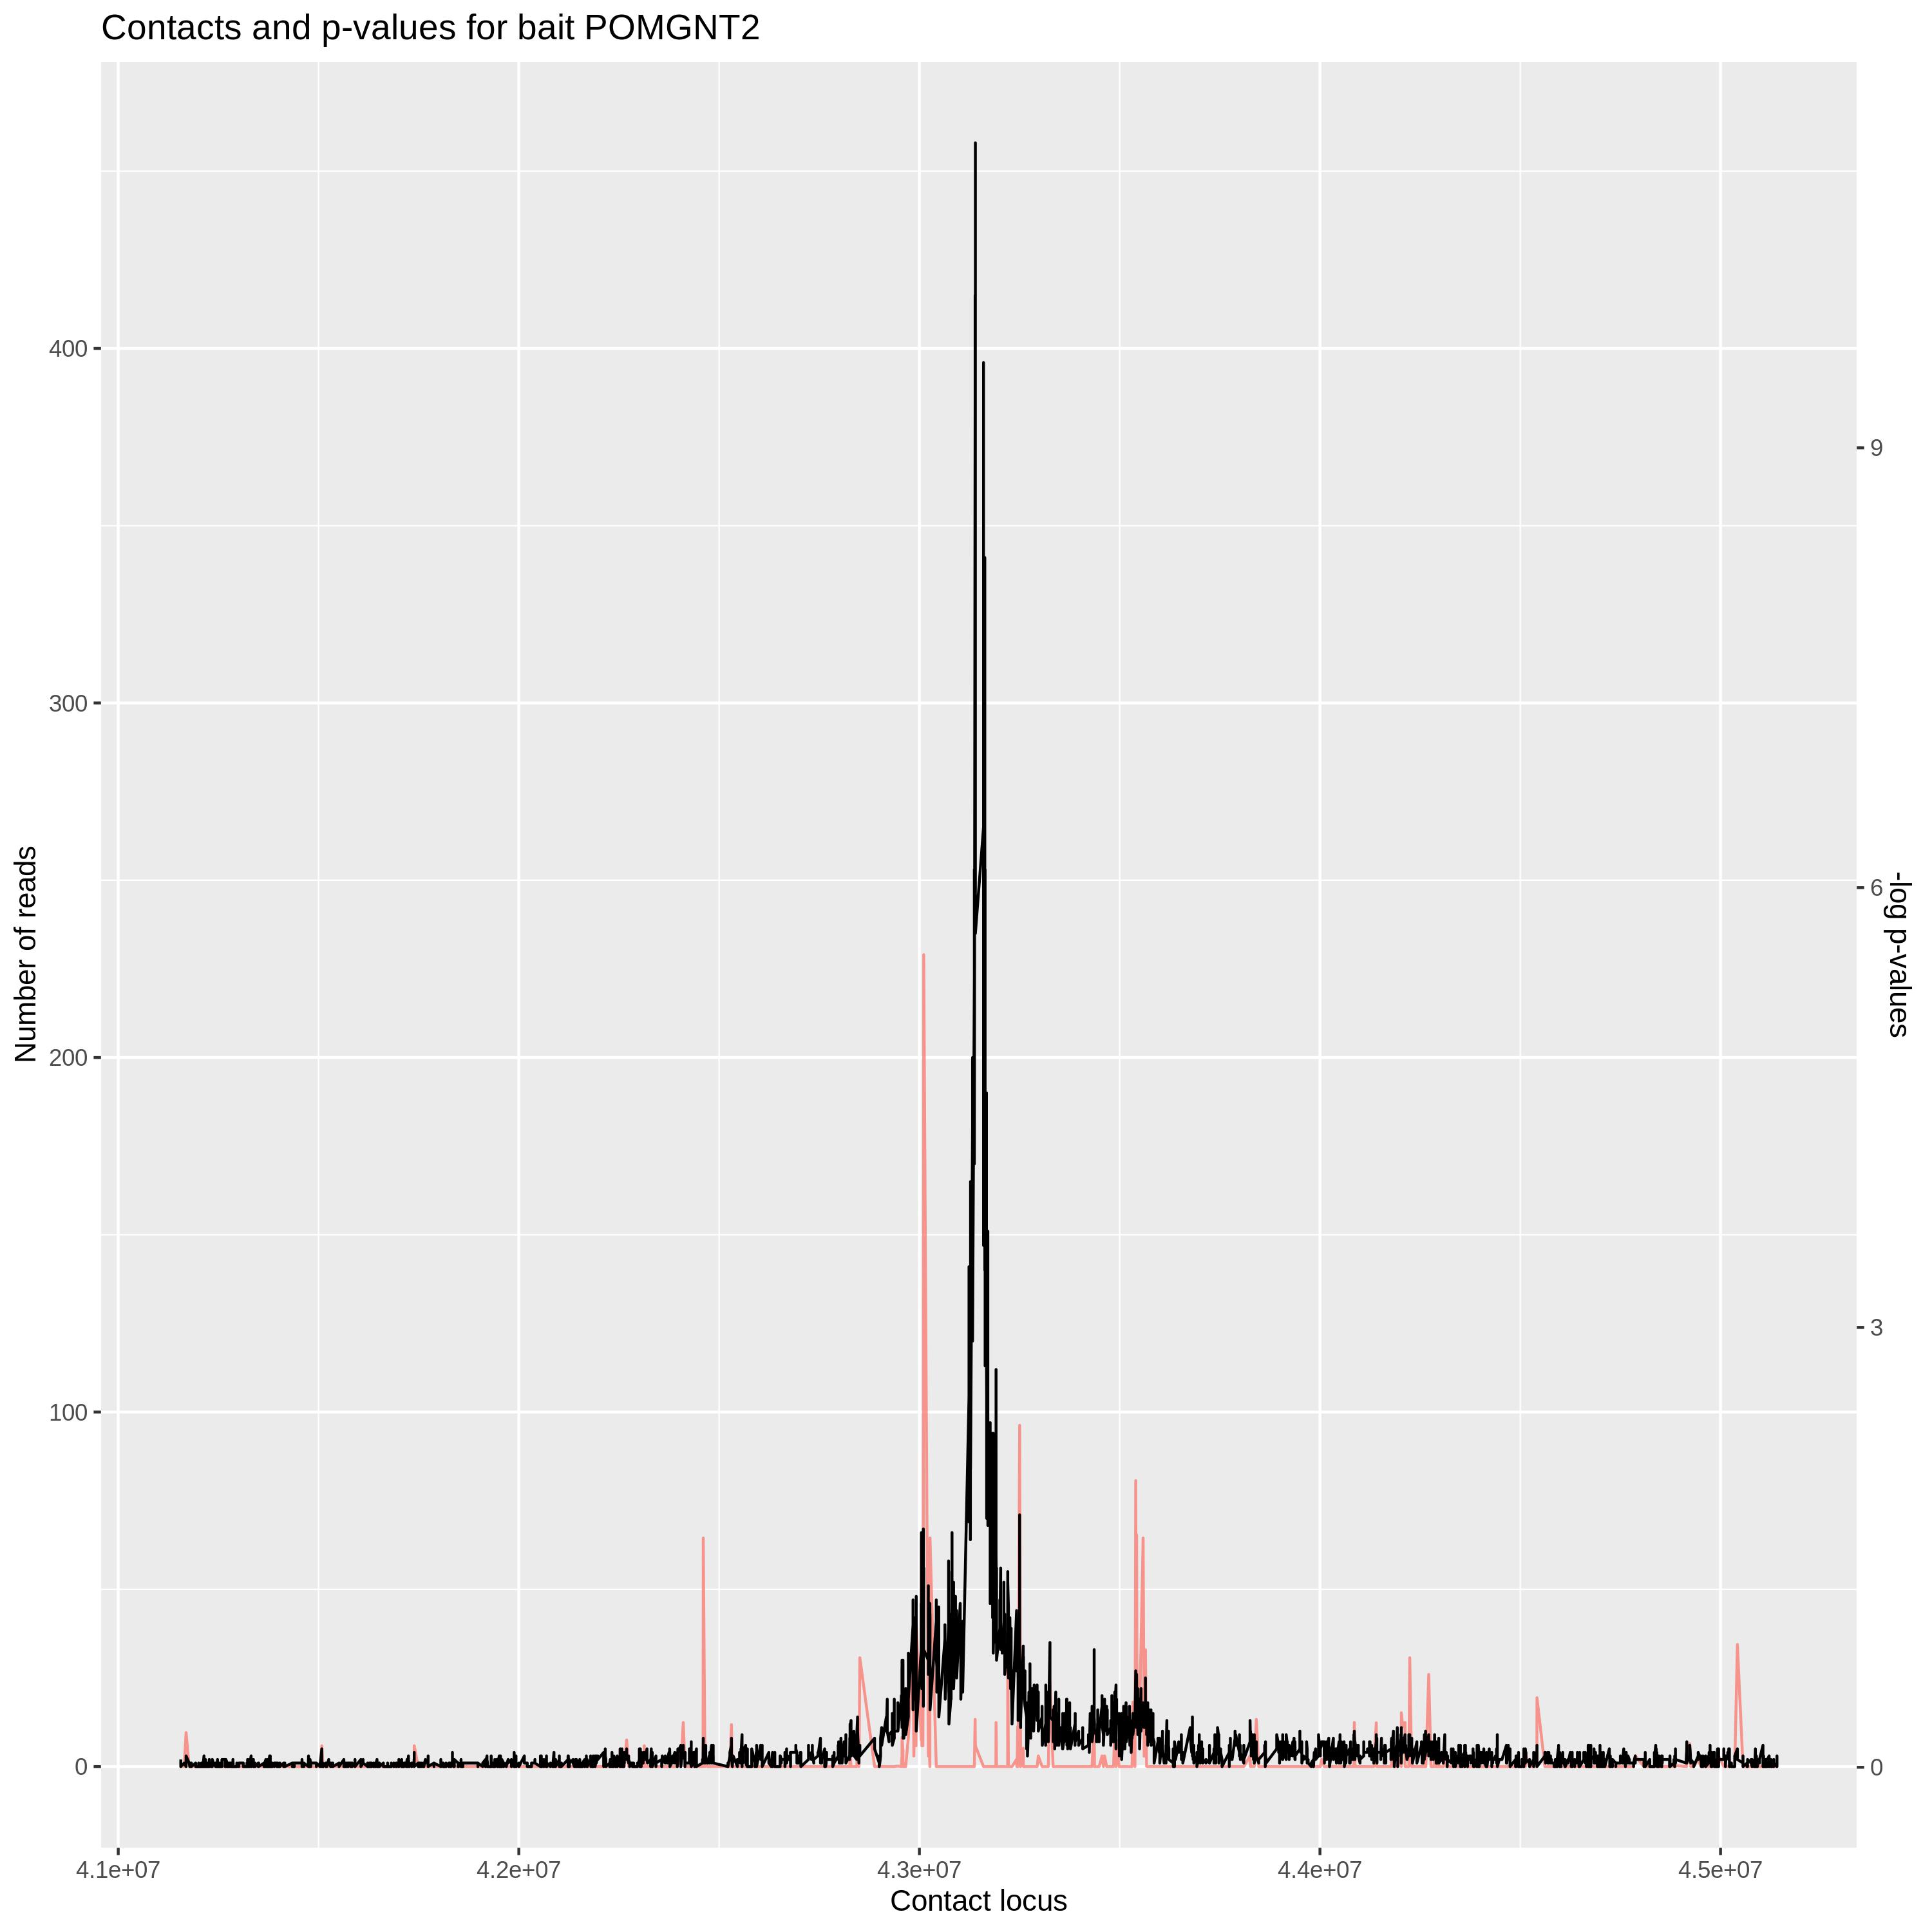 Contacts and p-values for bait POMGNT2
400
300
200
100
0
Number of reads
9
6
3
0
-log p-values
4.1e+07
4.2e+07
4.3e+07
4.4e+07
4.5e+07
Contact locus